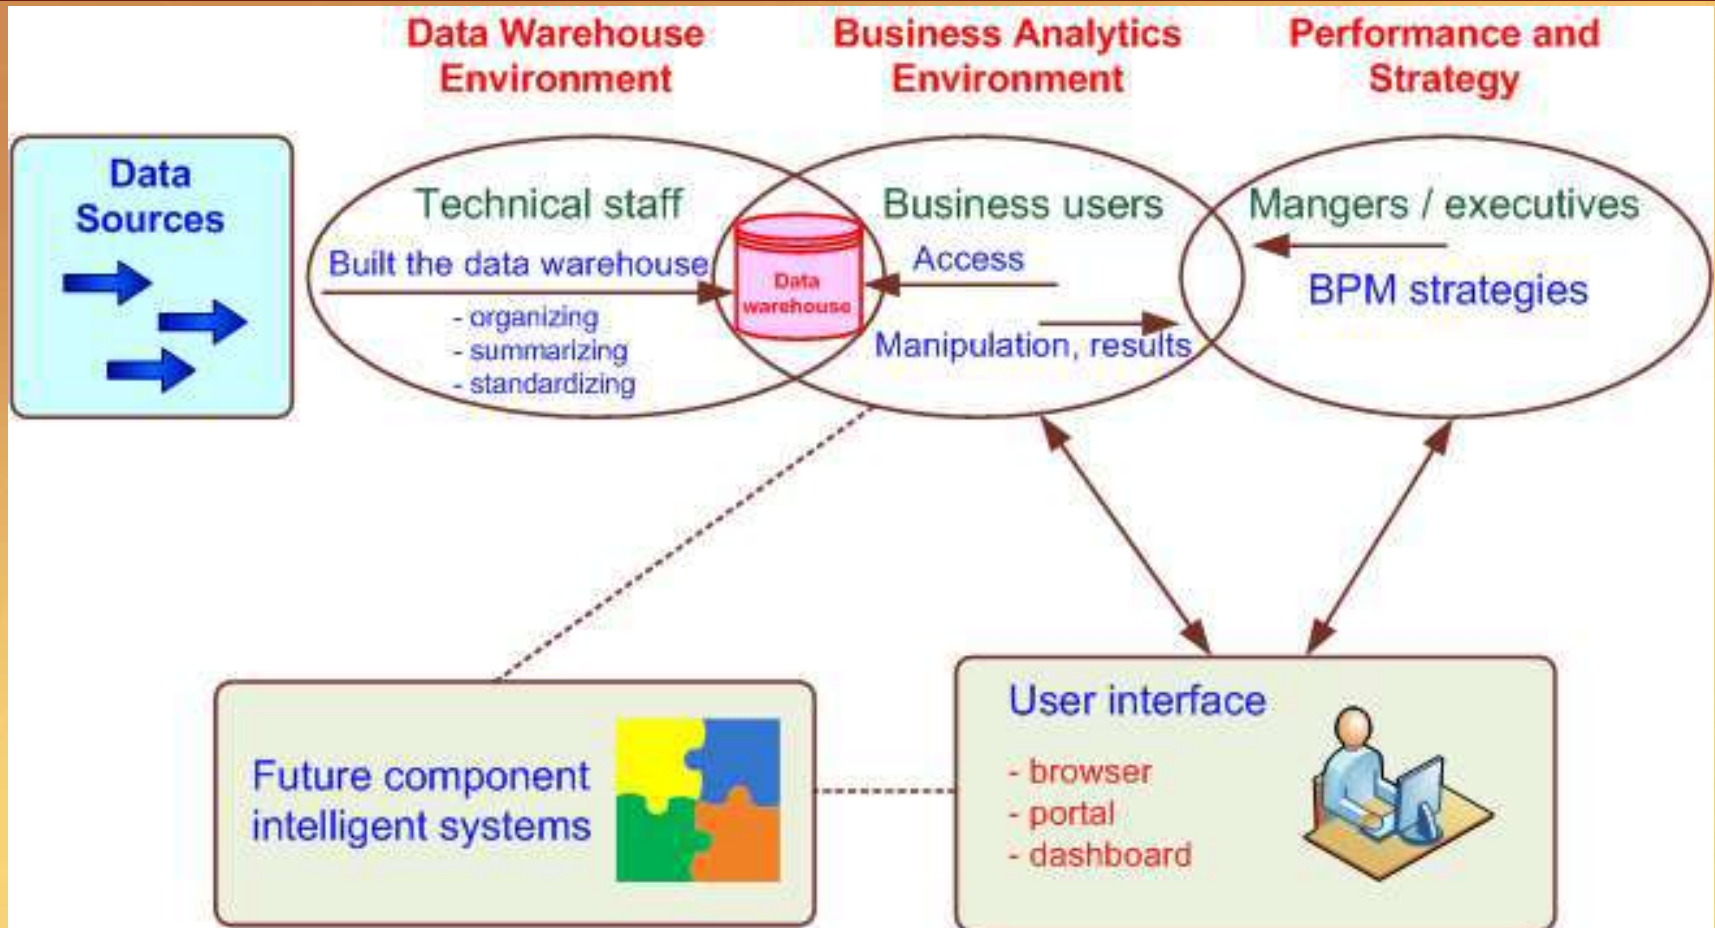 Data Warehouse
Environment
Business Analytics
Environment
Performance and
Strategy
Data
Sources
Technical staff
Built the data warehouse
- organizing
- summarizing
- standardizing
Data
warehouse
Business users
Access
Manipulation, results
Mangers / executives
BPM strategies
Future component
intelligent systems
User interface
- browser
- portal
- dashboard